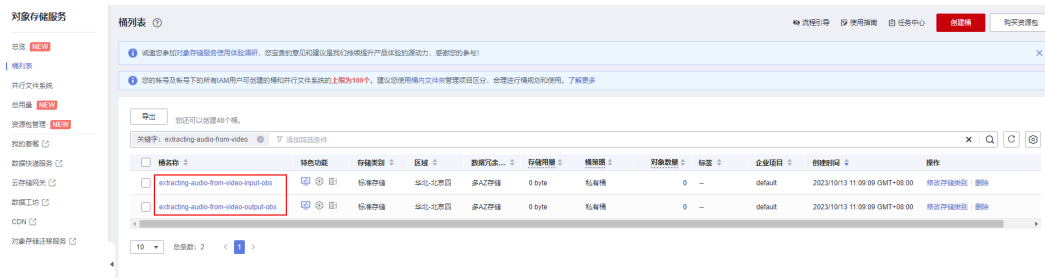 对象存储服务
总览 NEW
桶列表
并行文件系统
总用量 NEW
资源包管理 NEW
我的套餐
数据快递服务
云存储网关
数据工坊
CDN
对象存储迁移服务
桶列表
流程引导 使用指南 任务中心 创建桶 购买资源包
诚邀您参加对象存储服务使用体验调研，您宝贵的意见和建议是我们持续提升产品体验的源动力，感谢您的参与！
您的帐号及帐号下的所有IAM用户可创建的桶和并行文件系统的上限为100个，建议您使用桶内文件夹管理项目区分，合理进行桶规划和使用。了解更多
导出 您还可以创建48个桶。
关键字: extracting-audio-from-video 添加筛选条件
桶名称 特色功能 存储类别 区域 数据冗余... 存储用量 桶策略 对象数量 标签 企业项目 创建时间 操作
extracting-audio-from-video-input-obs 标准存储 华北-北京四 多AZ存储 0 byte 私有桶 0 -- default 2023/10/13 11:09:09 GMT+08:00 修改存储类别 | 删除
extracting-audio-from-video-output-obs 标准存储 华北-北京四 多AZ存储 0 byte 私有桶 0 -- default 2023/10/13 11:09:09 GMT+08:00 修改存储类别 | 删除
10 总条数: 2 < 1 >